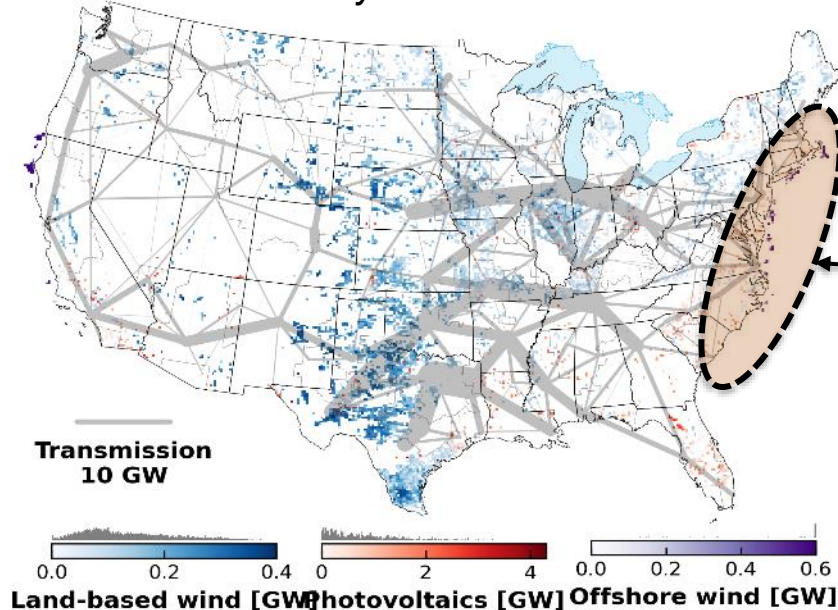 Transmission
10 GW
0.0 0.2 0.4
Land-based wind [GW]
0 2 4
Photovoltaics [GW]
0.0 0.2 0.4 0.6
Offshore wind [GW]